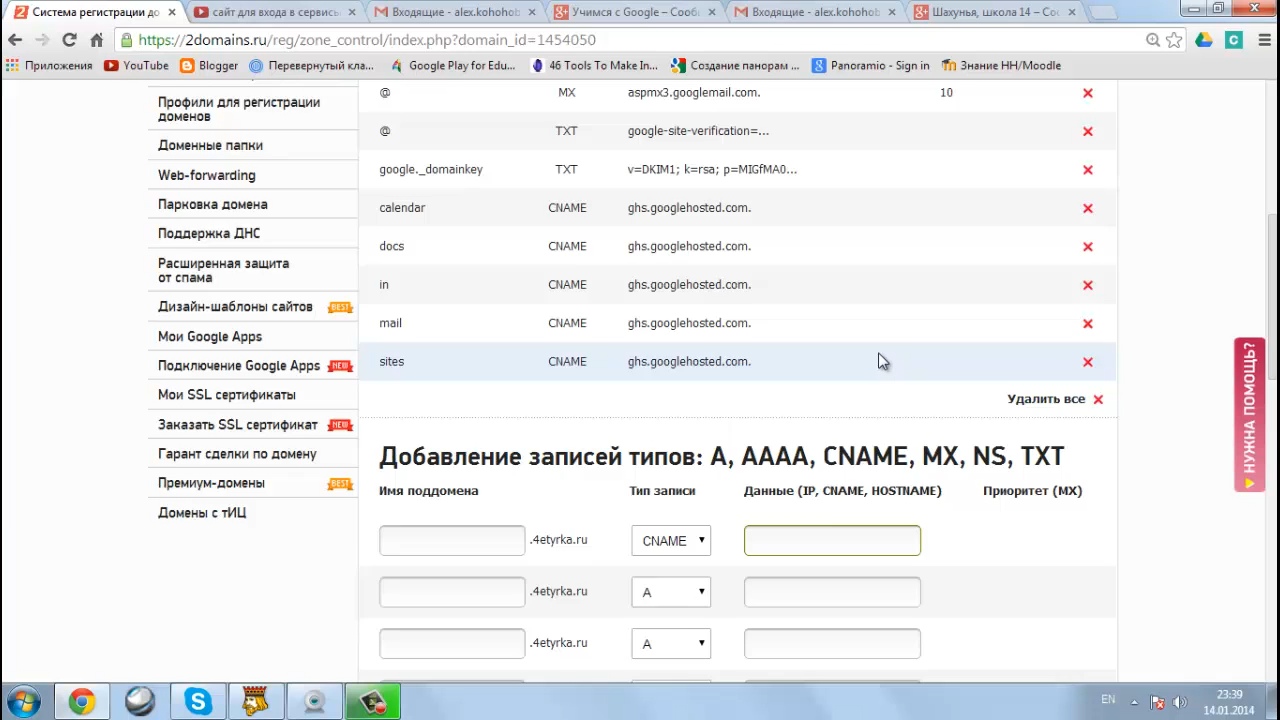 Система регистрации до
сайт для входа в сервисы
Входящие - alex.kohohob
Учимся с Google – Сооб
Входящие - alex.kohohob
Шахунья, школа 14 – Со
https://2domains.ru/reg/zone_control/index.php?domain_id=1454050
Приложения
YouTube
Blogger
Перевернутый кла...
Google Play for Edu...
46 Tools To Make In...
Создание панорам ...
Panoramio - Sign in
Знание НН/Moodle
Профили для регистрации
доменов
Доменные папки
Web-forwarding
Парковка домена
Поддержка ДНС
Расширенная защита
от спама
Дизайн-шаблоны сайтов BEST
Мои Google Apps
Подключение Google Apps NEW
Мои SSL сертификаты
Заказать SSL сертификат NEW
Гарант сделки по домену
Премиум-домены BEST
Домены с тИЦ
@ MX aspmx3.googlemail.com. 10
@ TXT google-site-verification=...
google._domainkey TXT v=DKIM1; k=rsa; p=MIGfMA0...
calendar CNAME ghs.googlehosted.com.
docs CNAME ghs.googlehosted.com.
in CNAME ghs.googlehosted.com.
mail CNAME ghs.googlehosted.com.
sites CNAME ghs.googlehosted.com.
Удалить все
Добавление записей типов: A, AAAA, CNAME, MX, NS, TXT
Имя поддомена Тип записи Данные (IP, CNAME, HOSTNAME) Приоритет (MX)
.4etyrka.ru CNAME
.4etyrka.ru A
.4etyrka.ru A
НУЖНА ПОМОЩЬ?
EN
23:39
14.01.2014